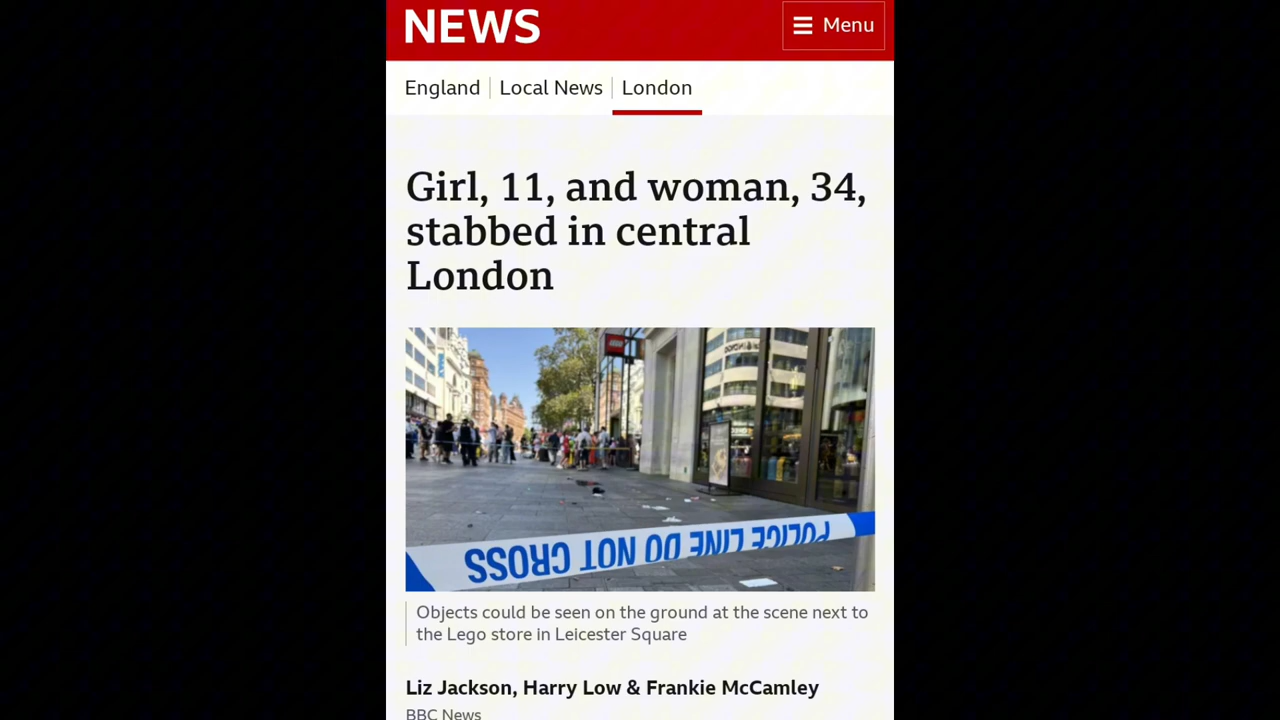 NEWS
Menu
England
Local News
London
Girl, 11, and woman, 34,
stabbed in central
London
POLICE LINE DO NOT CROSS
Objects could be seen on the ground at the scene next to
the Lego store in Leicester Square
Liz Jackson, Harry Low & Frankie McCamley
BBC News